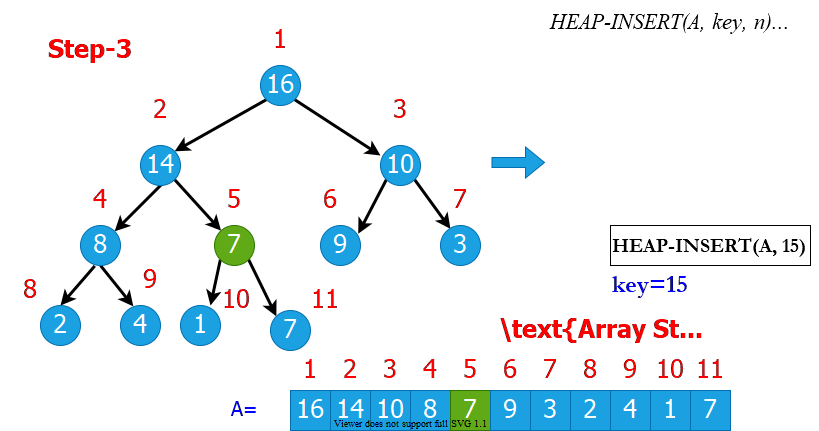 HEAP-INSERT(A, key, n)...
Step-3
1
16
2
3
14
10
4
5
6
7
8
7
9
3
8
9
10
11
2
4
1
7
HEAP-INSERT(A, 15)
key=15
\text{Array St...
1 2 3 4 5 6 7 8 9 10 11
A= 16 14 10 8 7 9 3 2 4 1 7
Viewer does not support full SVG 1.1